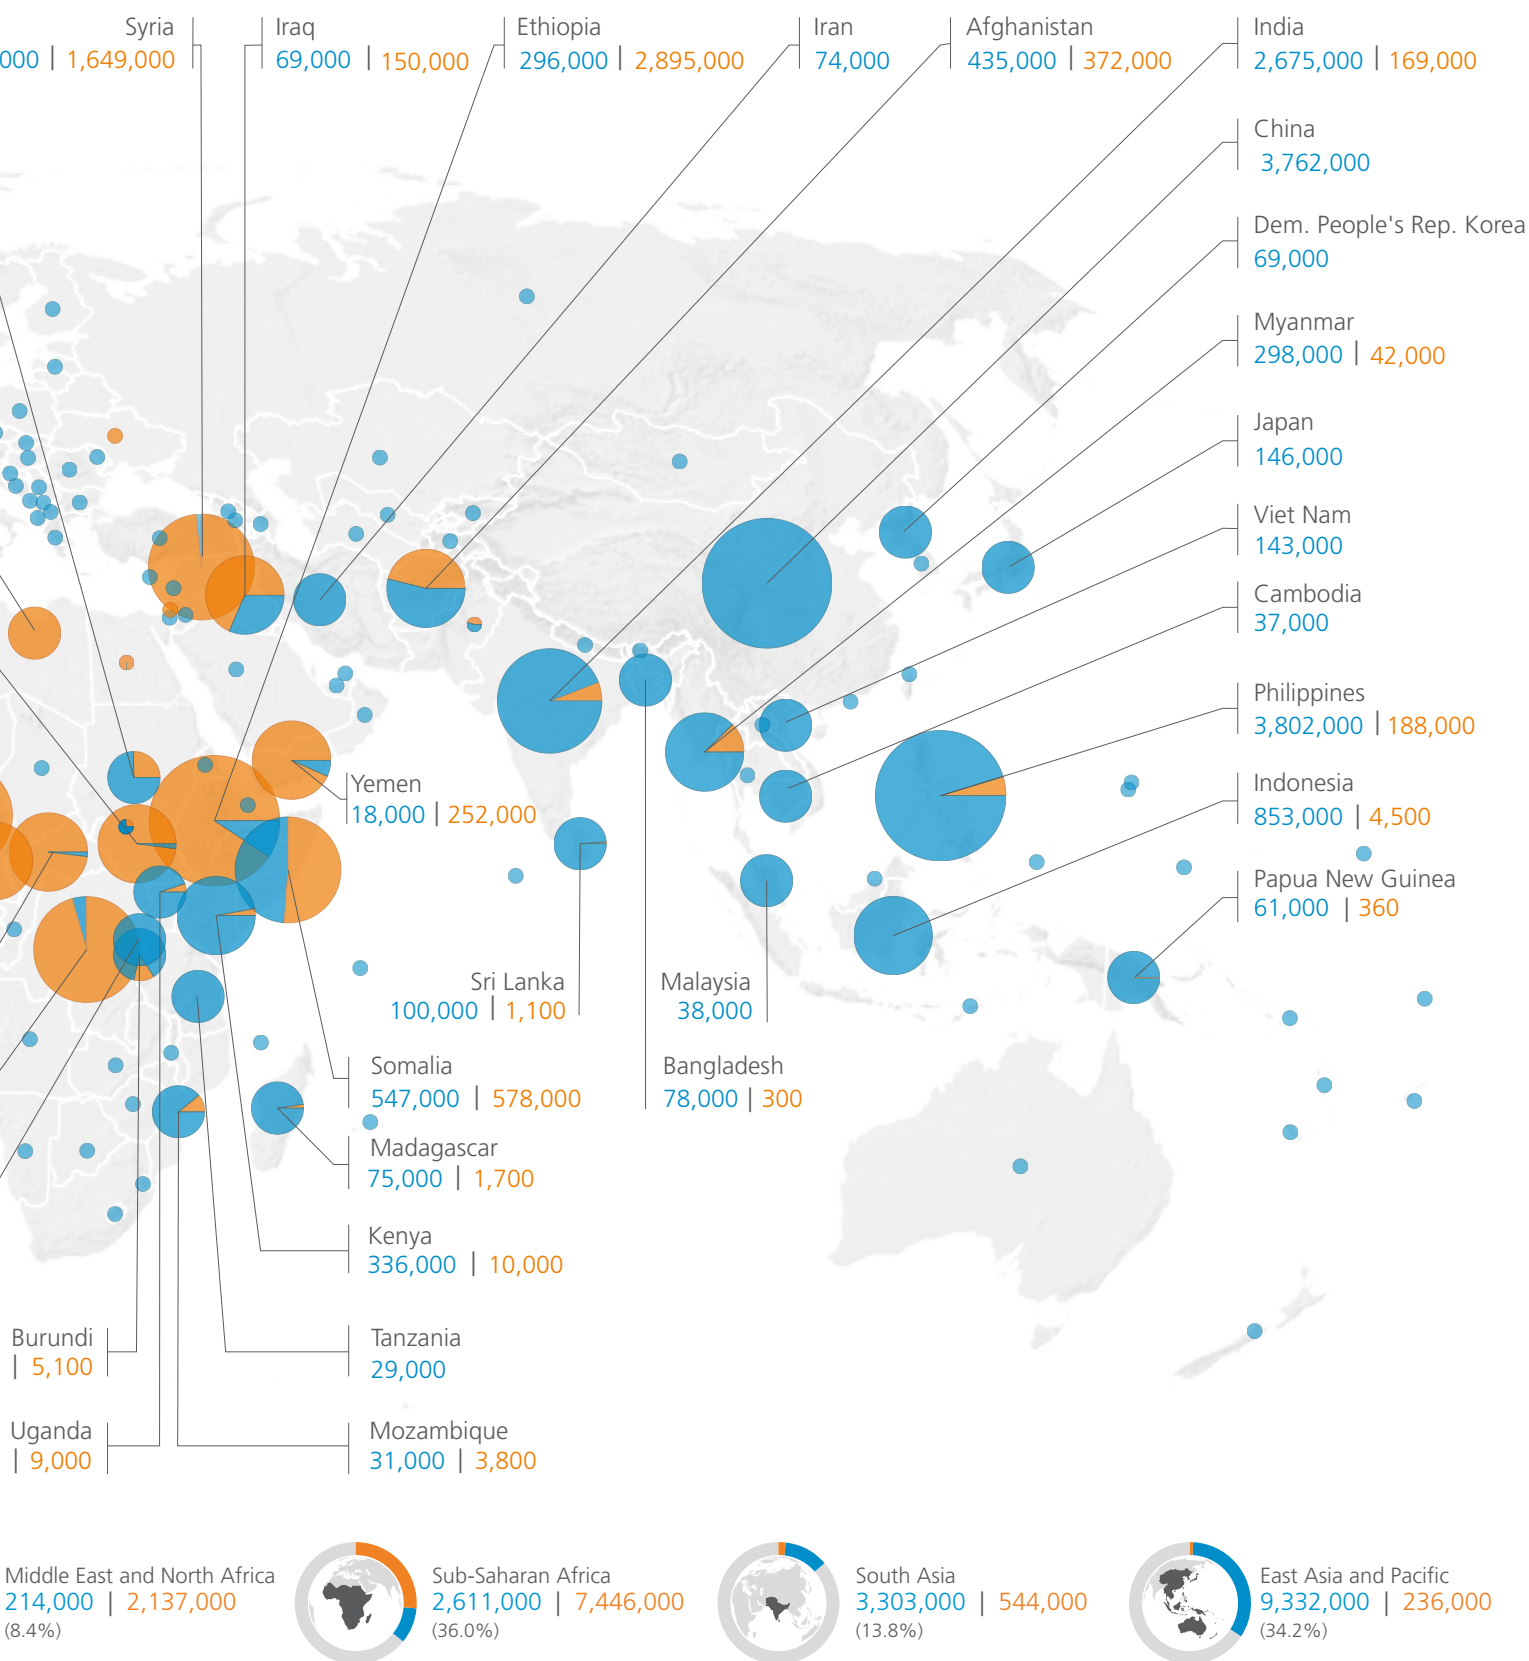 Syria
000 | 1,649,000
Iraq
69,000 | 150,000
Ethiopia
296,000 | 2,895,000
Iran
74,000
Afghanistan
435,000 | 372,000
India
2,675,000 | 169,000
China
3,762,000
Dem. People's Rep. Korea
69,000
Myanmar
298,000 | 42,000
Japan
146,000
Viet Nam
143,000
Cambodia
37,000
Philippines
3,802,000 | 188,000
Indonesia
853,000 | 4,500
Papua New Guinea
61,000 | 360
Yemen
18,000 | 252,000
Sri Lanka
100,000 | 1,100
Malaysia
38,000
Bangladesh
78,000 | 300
Somalia
547,000 | 578,000
Madagascar
75,000 | 1,700
Kenya
336,000 | 10,000
Burundi
| 5,100
Tanzania
29,000
Uganda
| 9,000
Mozambique
31,000 | 3,800
Middle East and North Africa
214,000 | 2,137,000
(8.4%)
Sub-Saharan Africa
2,611,000 | 7,446,000
(36.0%)
South Asia
3,303,000 | 544,000
(13.8%)
East Asia and Pacific
9,332,000 | 236,000
(34.2%)